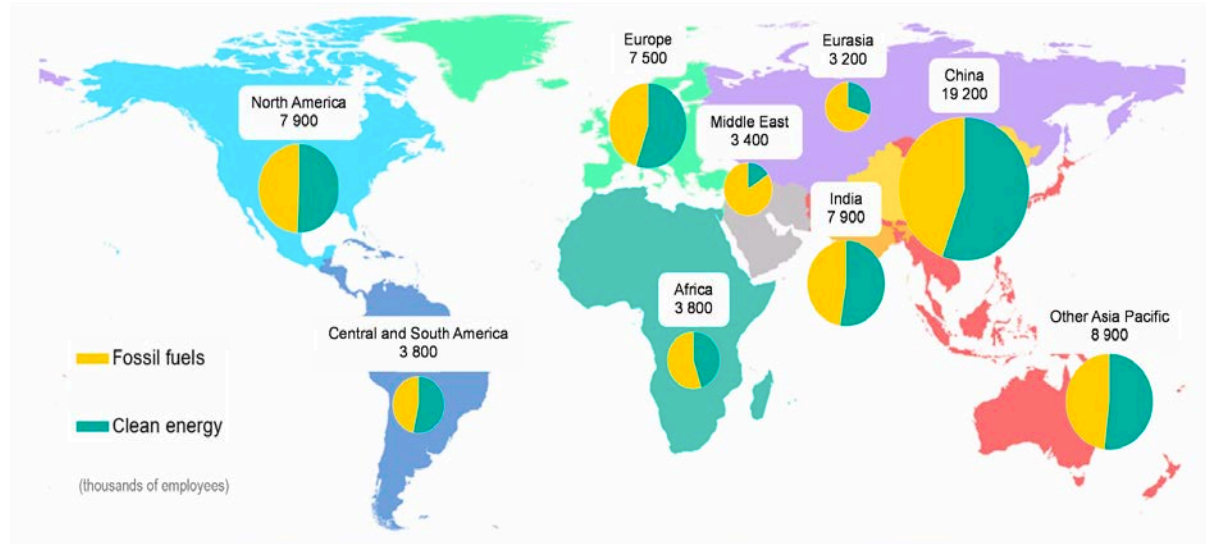 Europe
7 500
Eurasia
3 200
China
19 200
North America
7 900
Middle East
3 400
India
7 900
Africa
3 800
Other Asia Pacific
8 900
Central and South America
3 800
Fossil fuels
Clean energy
(thousands of employees)